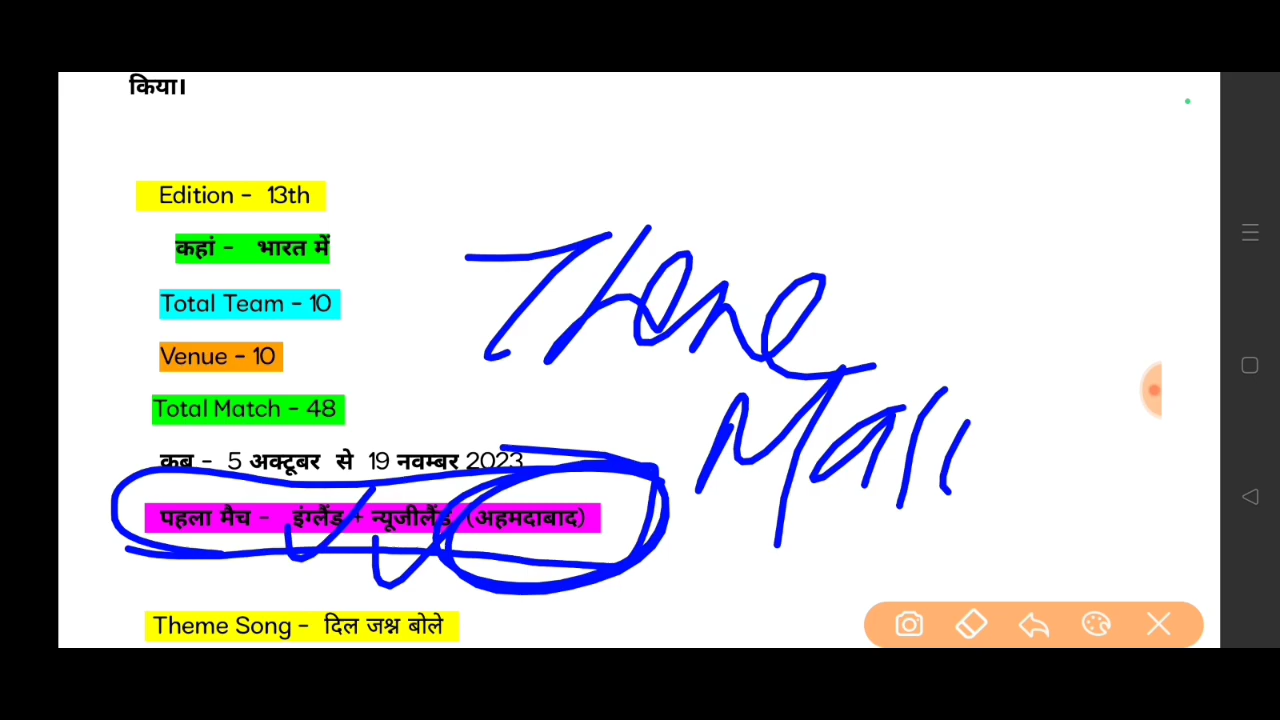 किया।
Edition - 13th
कहां - भारत में
Total Team - 10
Venue - 10
Total Match - 48
कब - 5 अक्टूबर से 19 नवम्बर 2023
पहला मैच - इंग्लैंड + न्यूजीलैंड (अहमदाबाद)
Theme Song - दिल जश्न बोले